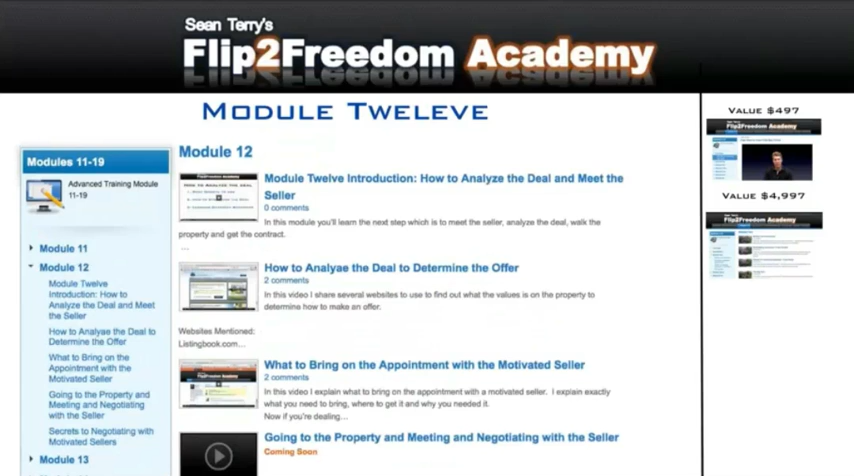 Sean Terry's
Flip2Freedom Academy
Module Tweleve
Modules 11-19
Advanced Training Module
11-19
Module 11
Module 12
Module Twelve
Introduction: How to
Analyze the Deal and Meet
the Seller
How to Analyae the Deal to
Determine the Offer
What to Bring on the
Appointment with the
Motivated Seller
Going to the Property and
Meeting and Negotiating
with the Seller
Secrets to Negotiating with
Motivated Sellers
Module 13
Module 12
Module Twelve Introduction: How to Analyze the Deal and Meet the
Seller
0 comments
In this module you'll learn the next step which is to meet the seller, analyze the deal, walk the
property and get the contract.
...
How to Analyae the Deal to Determine the Offer
2 comments
In this video I share several websites to use to find out what the values is on the property to
determine how to make an offer.
Websites Mentioned:
Listingbook.com...
What to Bring on the Appointment with the Motivated Seller
2 comments
In this video I explain what to bring on the appointment with a motivated seller. I explain exactly
what you need to bring, where to get it and why you needed it.
Now if you're dealing...
Going to the Property and Meeting and Negotiating with the Seller
Coming Soon
Value $497
Flip2Freedom Academy
Value $4,997
Flip2Freedom Academy